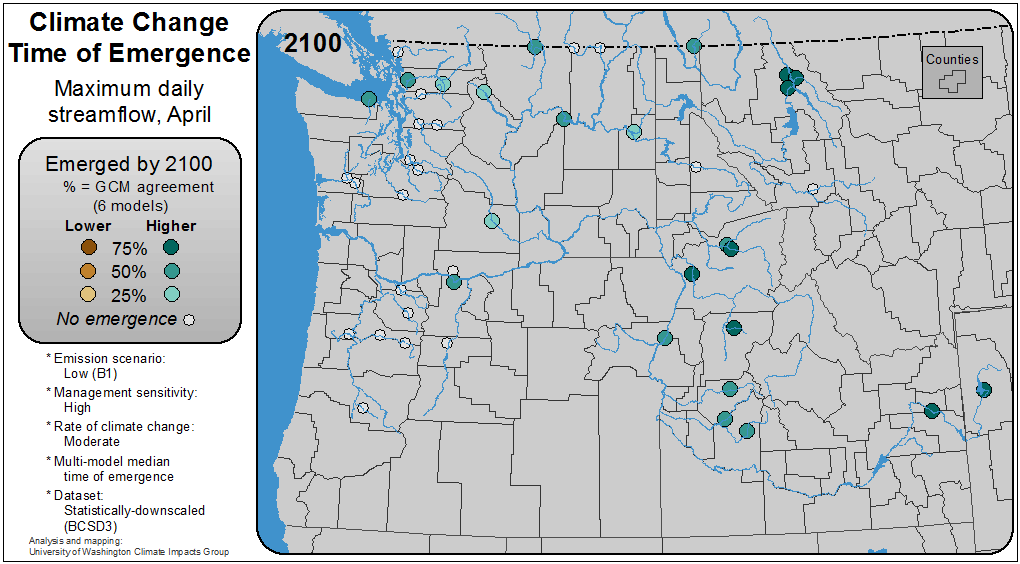 Climate Change
Time of Emergence
Maximum daily
streamflow, April
Emerged by 2100
% = GCM agreement
(6 models)
Lower Higher
75%
50%
25%
No emergence
* Emission scenario:
Low (B1)
* Management sensitivity:
High
* Rate of climate change:
Moderate
* Multi-model median
time of emergence
* Dataset:
Statistically-downscaled
(BCSD3)
Analysis and mapping:
University of Washington Climate Impacts Group
2100
Counties